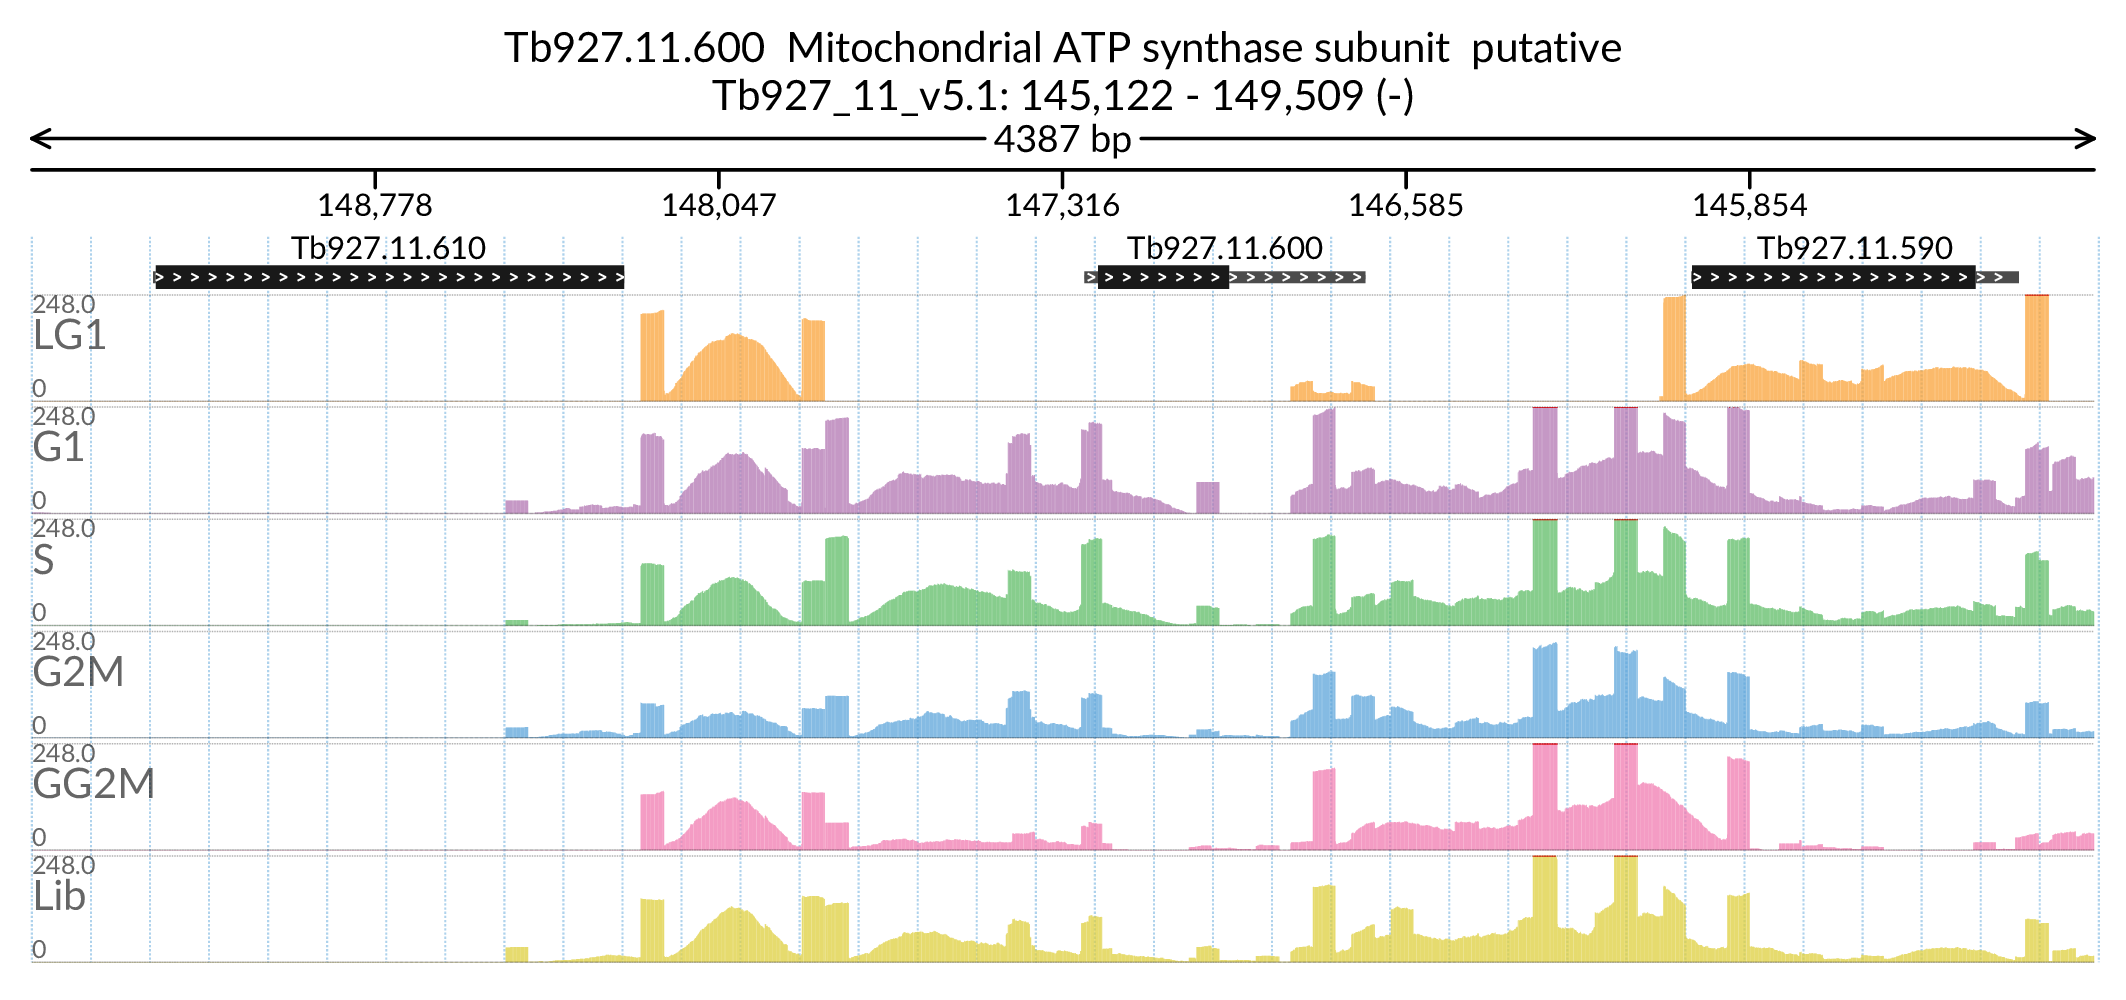 Tb927.11.600  Mitochondrial ATP synthase subunit  putative
Tb927_11_v5.1: 145,122 - 149,509 (-)
4387 bp
148,778 148,047 147,316 146,585 145,854
Tb927.11.610 Tb927.11.600 Tb927.11.590
248.0
LG1
0
248.0
G1
0
248.0
S
0
248.0
G2M
0
248.0
GG2M
0
248.0
Lib
0